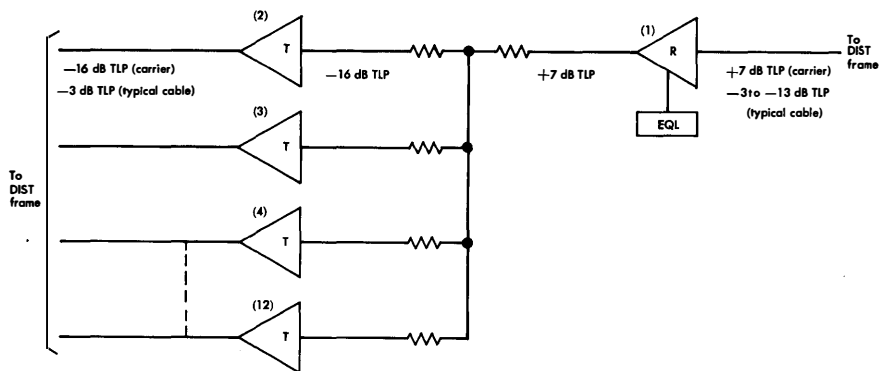 (2)
T
—16 dB TLP (carrier)
—3 dB TLP (typical cable)
—16 dB TLP
+7 dB TLP
(1)
R
EQL
To
DIST
frame
+7 dB TLP (carrier)
—3 to —13 dB TLP
(typical cable)
(3)
T
To
DIST
frame
(4)
T
(12)
T